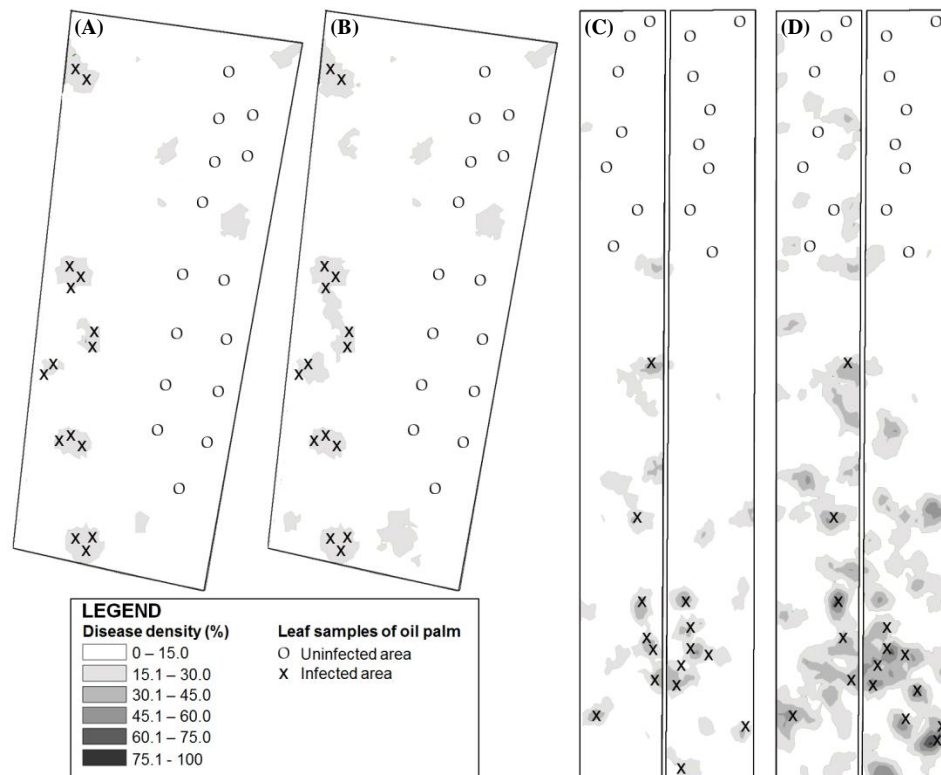 (A)
(B)
(C)
(D)
LEGEND
Disease density (%)
0 – 15.0
15.1 – 30.0
30.1 – 45.0
45.1 – 60.0
60.1 – 75.0
75.1 - 100
Leaf samples of oil palm
O Uninfected area
X Infected area